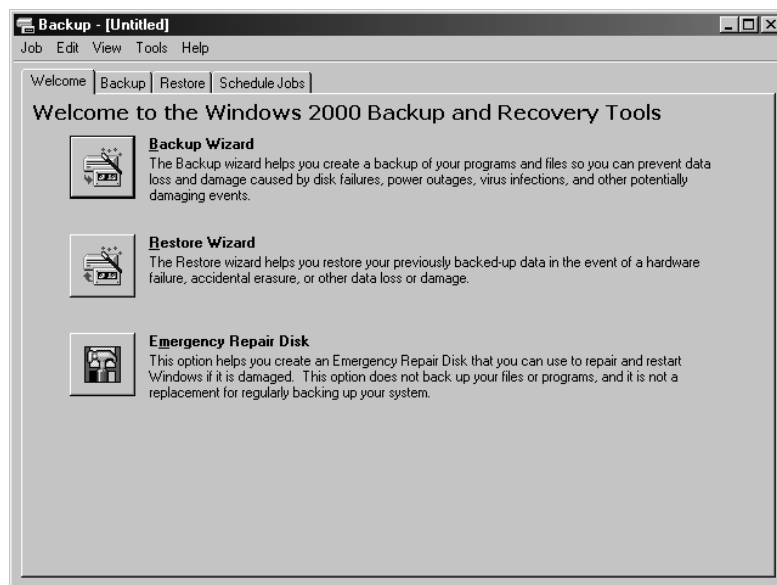 Backup - [Untitled]
Job Edit View Tools Help
Welcome Backup Restore Schedule Jobs
Welcome to the Windows 2000 Backup and Recovery Tools
Backup Wizard
The Backup wizard helps you create a backup of your programs and files so you can prevent data
loss and damage caused by disk failures, power outages, virus infections, and other potentially
damaging events.
Restore Wizard
The Restore wizard helps you restore your previously backed-up data in the event of a hardware
failure, accidental erasure, or other data loss or damage.
Emergency Repair Disk
This option helps you create an Emergency Repair Disk that you can use to repair and restart
Windows if it is damaged.  This option does not back up your files or programs, and it is not a
replacement for regularly backing up your system.